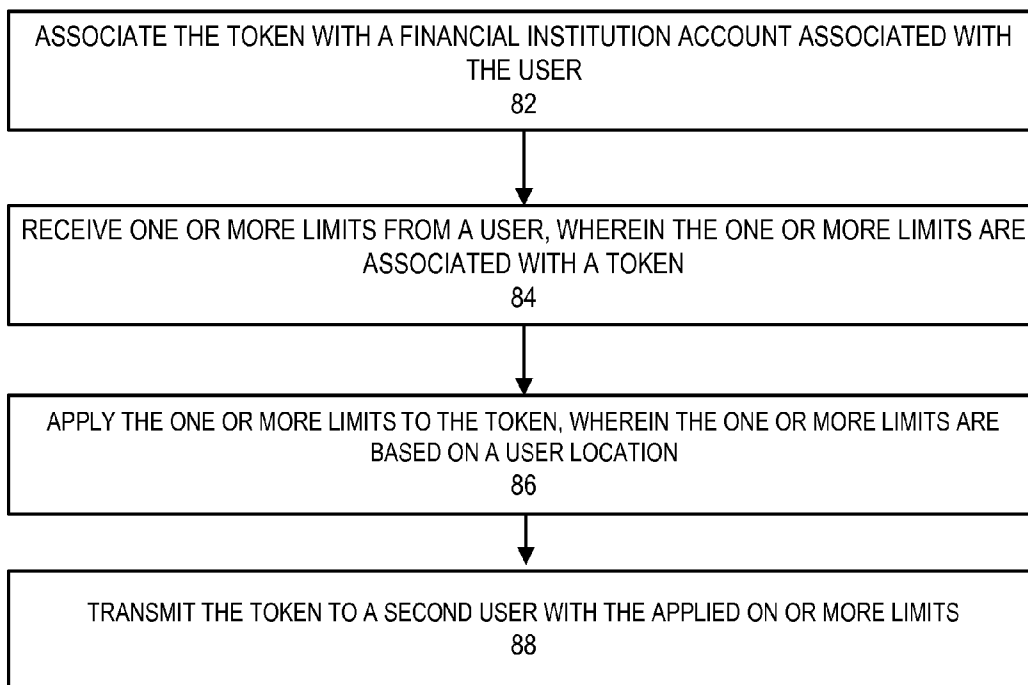 ASSOCIATE THE TOKEN WITH A FINANCIAL INSTITUTION ACCOUNT ASSOCIATED WITH
THE USER
82
RECEIVE ONE OR MORE LIMITS FROM A USER, WHEREIN THE ONE OR MORE LIMITS ARE
ASSOCIATED WITH A TOKEN
84
APPLY THE ONE OR MORE LIMITS TO THE TOKEN, WHEREIN THE ONE OR MORE LIMITS ARE
BASED ON A USER LOCATION
86
TRANSMIT THE TOKEN TO A SECOND USER WITH THE APPLIED ON OR MORE LIMITS
88